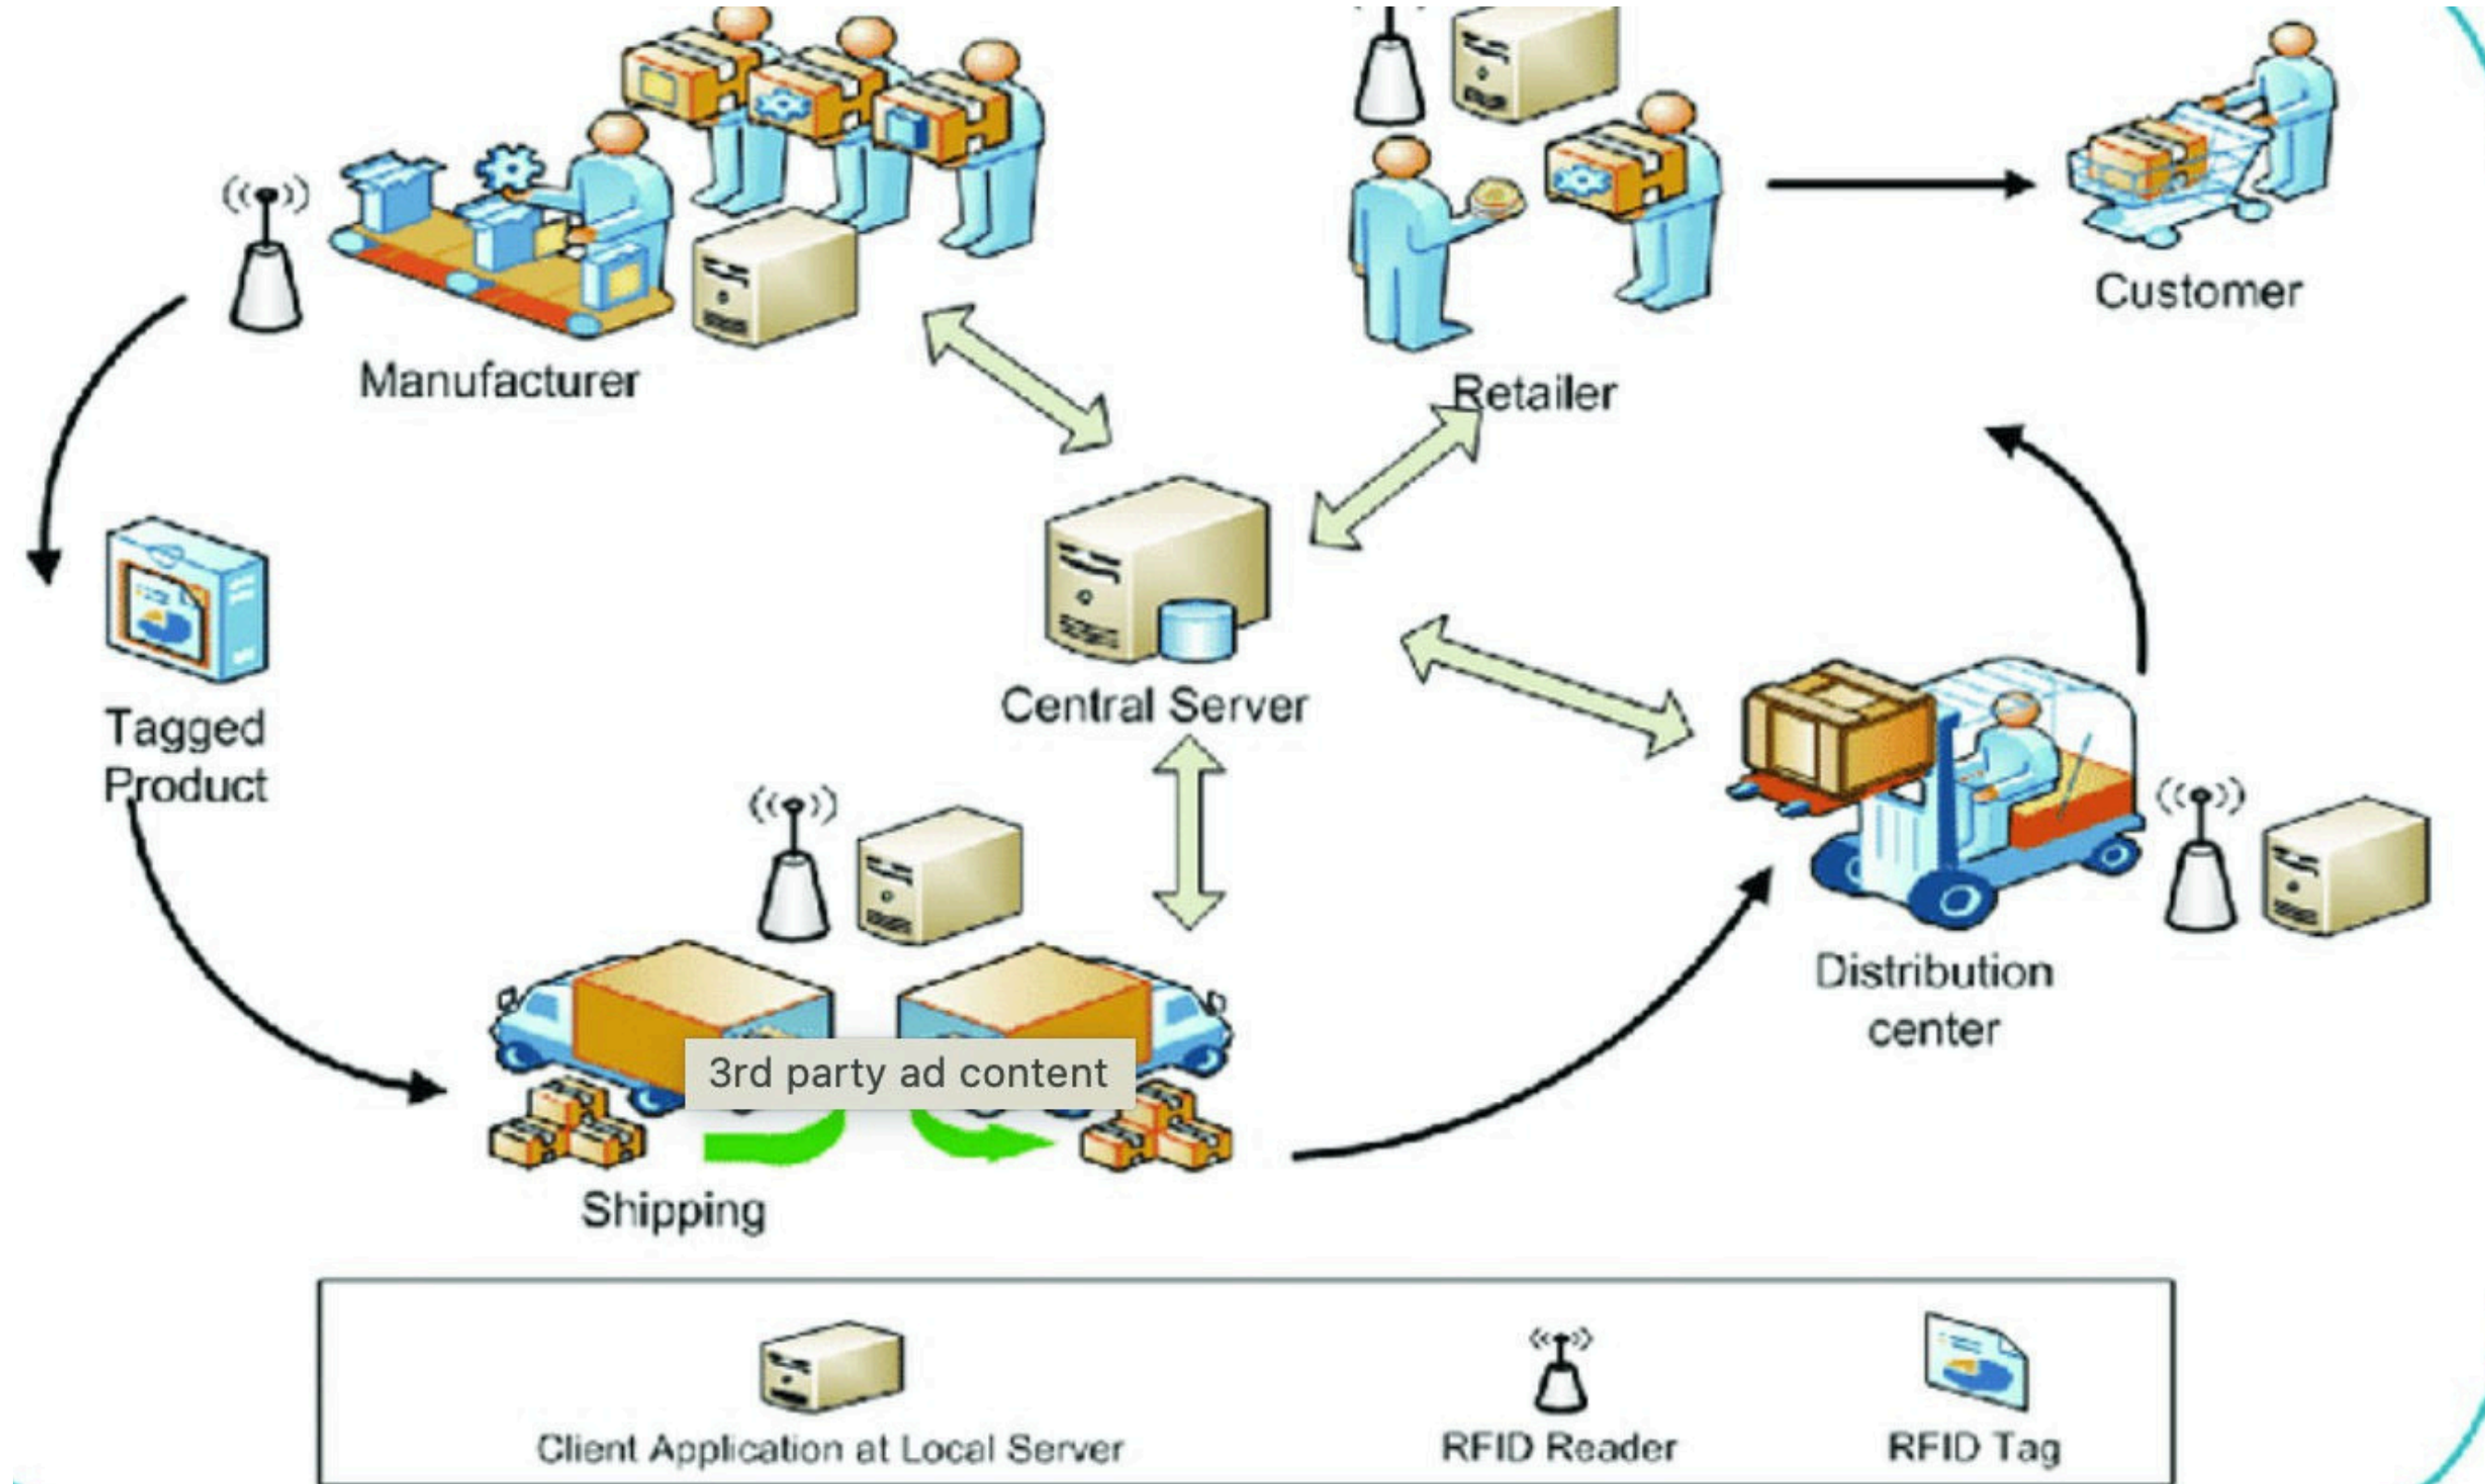 Customer
Manufacturer
Retailer
Tagged
Product
Central Server
Distribution
center
3rd party ad content
Shipping
Client Application at Local Server
RFID Reader
RFID Tag